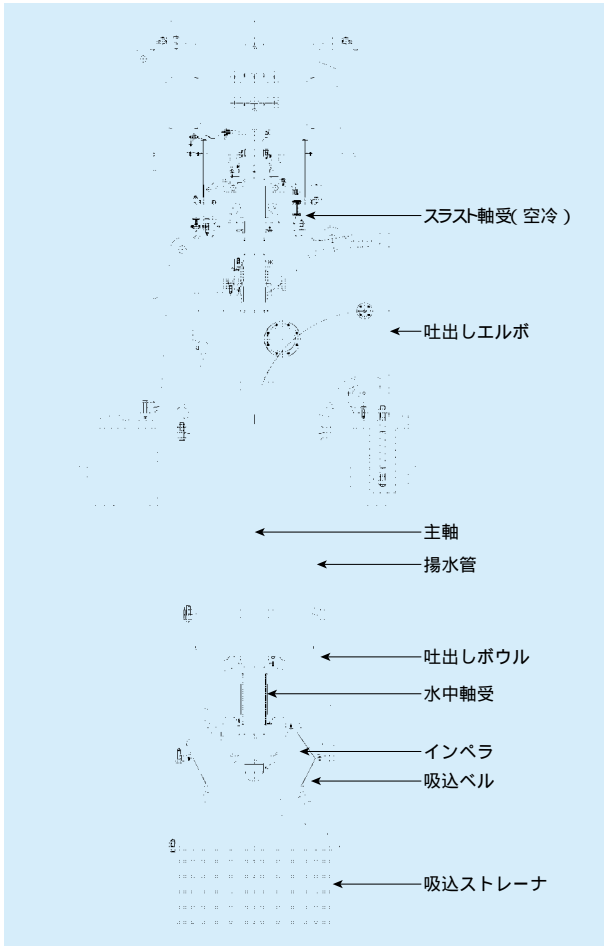 スラスト軸受(空冷)
吐出しエルボ
主軸
揚水管
吐出しボウル
水中軸受
インペラ
吸込ベル
吸込ストレーナ